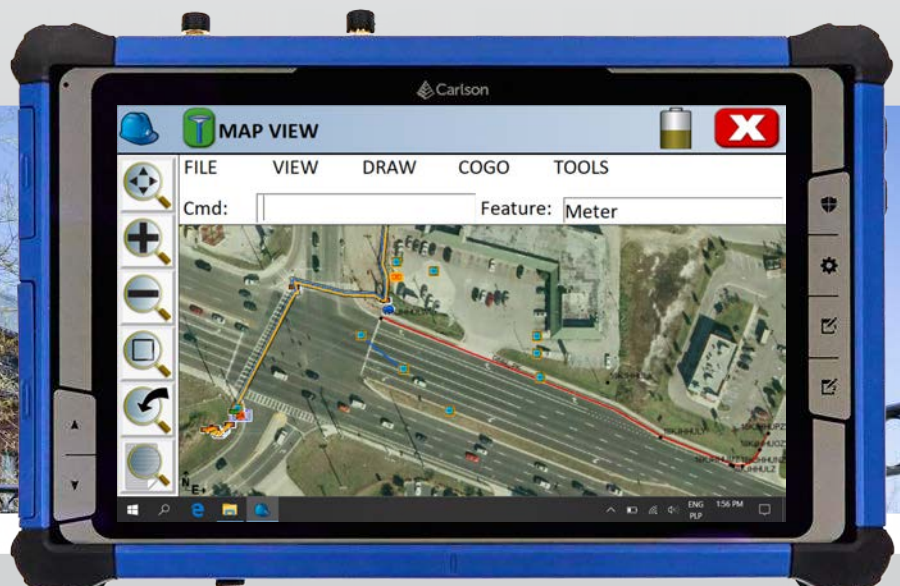 Carlson
MAP VIEW
FILE VIEW DRAW COGO TOOLS
Cmd: Feature: Meter
N
E
ENG 1:56 PM
PLP